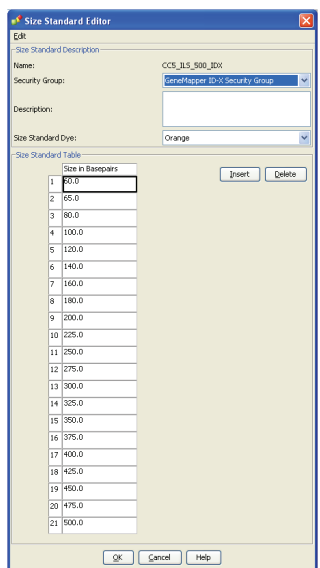 Size Standard Editor
Edit
Size Standard Description
Name: CC5_ILS_500_IDX
Security Group: GeneMapper ID-X Security Group
Description:
Size Standard Dye: Orange
Size Standard Table
Size in Basepairs
Insert Delete
1 60.0
2 65.0
3 80.0
4 100.0
5 120.0
6 140.0
7 160.0
8 180.0
9 200.0
10 225.0
11 250.0
12 275.0
13 300.0
14 325.0
15 350.0
16 375.0
17 400.0
18 425.0
19 450.0
20 475.0
21 500.0
OK Cancel Help